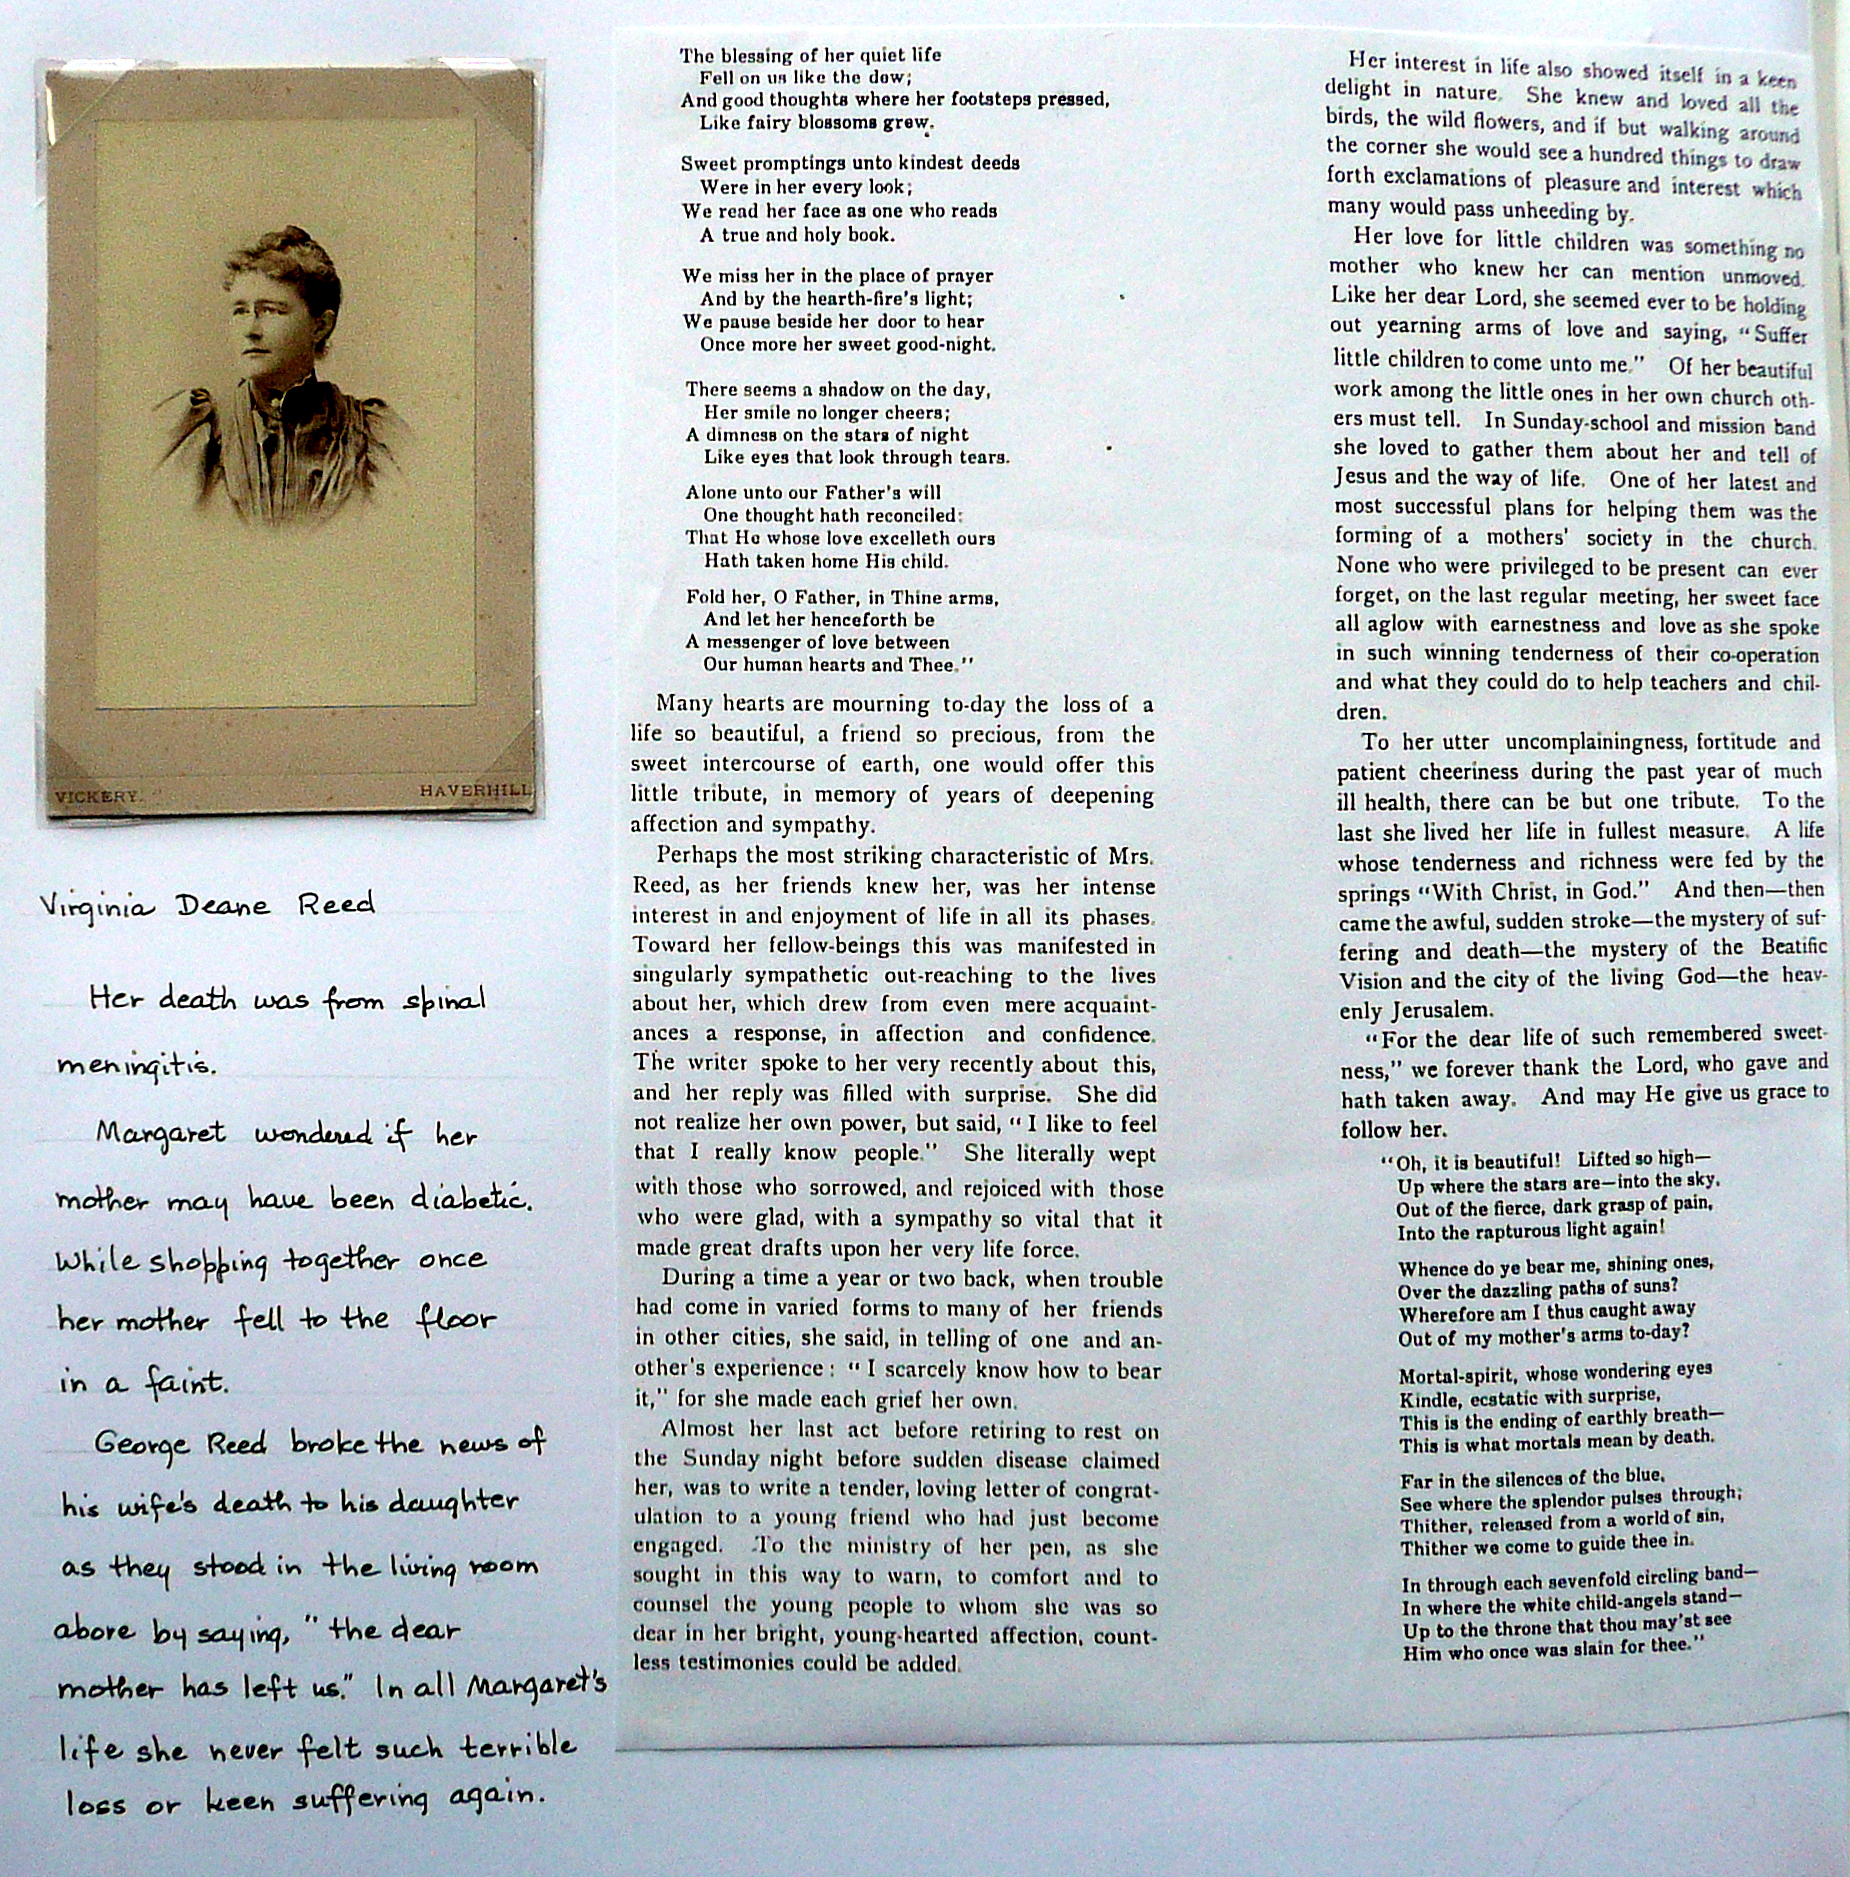 VICKERY. HAVERHILL
Virginia Deane Reed
Her death was from spinal
meningitis.
Margaret wondered if her
mother may have been diabetic.
While shopping together once
her mother fell to the floor
in a faint.
George Reed broke the news of
his wife's death to his daughter
as they stood in the living room
above by saying, "the dear
mother has left us." In all Margaret's
life she never felt such terrible
loss or keen suffering again.
The blessing of her quiet life
Fell on us like the dew;
And good thoughts where her footsteps pressed,
Like fairy blossoms grew.
Sweet promptings unto kindest deeds
Were in her every look;
We read her face as one who reads
A true and holy book.
We miss her in the place of prayer
And by the hearth-fire's light;
We pause beside her door to hear
Once more her sweet good-night.
There seems a shadow on the day,
Her smile no longer cheers;
A dimness on the stars of night
Like eyes that look through tears.
Alone unto our Father's will
One thought hath reconciled:
That He whose love excelleth ours
Hath taken home His child.
Fold her, O Father, in Thine arms,
And let her henceforth be
A messenger of love between
Our human hearts and Thee."
Many hearts are mourning to-day the loss of a
life so beautiful, a friend so precious, from the
sweet intercourse of earth, one would offer this
little tribute, in memory of years of deepening
affection and sympathy.
Perhaps the most striking characteristic of Mrs.
Reed, as her friends knew her, was her intense
interest in and enjoyment of life in all its phases.
Toward her fellow-beings this was manifested in
singularly sympathetic out-reaching to the lives
about her, which drew from even mere acquaint-
ances a response, in affection and confidence.
The writer spoke to her very recently about this,
and her reply was filled with surprise. She did
not realize her own power, but said, "I like to feel
that I really know people." She literally wept
with those who sorrowed, and rejoiced with those
who were glad, with a sympathy so vital that it
made great drafts upon her very life force.
During a time a year or two back, when trouble
had come in varied forms to many of her friends
in other cities, she said, in telling of one and an-
other's experience: "I scarcely know how to bear
it," for she made each grief her own.
Almost her last act before retiring to rest on
the Sunday night before sudden disease claimed
her, was to write a tender, loving letter of congrat-
ulation to a young friend who had just become
engaged. To the ministry of her pen, as she
sought in this way to warn, to comfort and to
counsel the young people to whom she was so
dear in her bright, young-hearted affection, count-
less testimonies could be added.
Her interest in life also showed itself in a keen
delight in nature. She knew and loved all the
birds, the wild flowers, and if but walking around
the corner she would see a hundred things to draw
forth exclamations of pleasure and interest which
many would pass unheeding by.
Her love for little children was something no
mother who knew her can mention unmoved.
Like her dear Lord, she seemed ever to be holding
out yearning arms of love and saying, "Suffer
little children to come unto me." Of her beautiful
work among the little ones in her own church oth-
ers must tell. In Sunday-school and mission band
she loved to gather them about her and tell of
Jesus and the way of life. One of her latest and
most successful plans for helping them was the
forming of a mothers' society in the church.
None who were privileged to be present can ever
forget, on the last regular meeting, her sweet face
all aglow with earnestness and love as she spoke
in such winning tenderness of their co-operation
and what they could do to help teachers and chil-
dren.
To her utter uncomplainingness, fortitude and
patient cheeriness during the past year of much
ill health, there can be but one tribute. To the
last she lived her life in fullest measure. A life
whose tenderness and richness were fed by the
springs "With Christ, in God." And then—then
came the awful, sudden stroke—the mystery of suf-
fering and death—the mystery of the Beatific
Vision and the city of the living God—the heav-
enly Jerusalem.
"For the dear life of such remembered sweet-
ness," we forever thank the Lord, who gave and
hath taken away. And may He give us grace to
follow her.
"Oh, it is beautiful! Lifted so high—
Up where the stars are—into the sky,
Out of the fierce, dark grasp of pain,
Into the rapturous light again!
Whence do ye bear me, shining ones,
Over the dazzling paths of suns?
Wherefore am I thus caught away
Out of my mother's arms to-day?
Mortal-spirit, whose wondering eyes
Kindle, ecstatic with surprise,
This is the ending of earthly breath—
This is what mortals mean by death.
Far in the silences of the blue,
See where the splendor pulses through;
Thither, released from a world of sin,
Thither we come to guide thee in.
In through each sevenfold circling band—
In where the white child-angels stand—
Up to the throne that thou may'st see
Him who once was slain for thee."